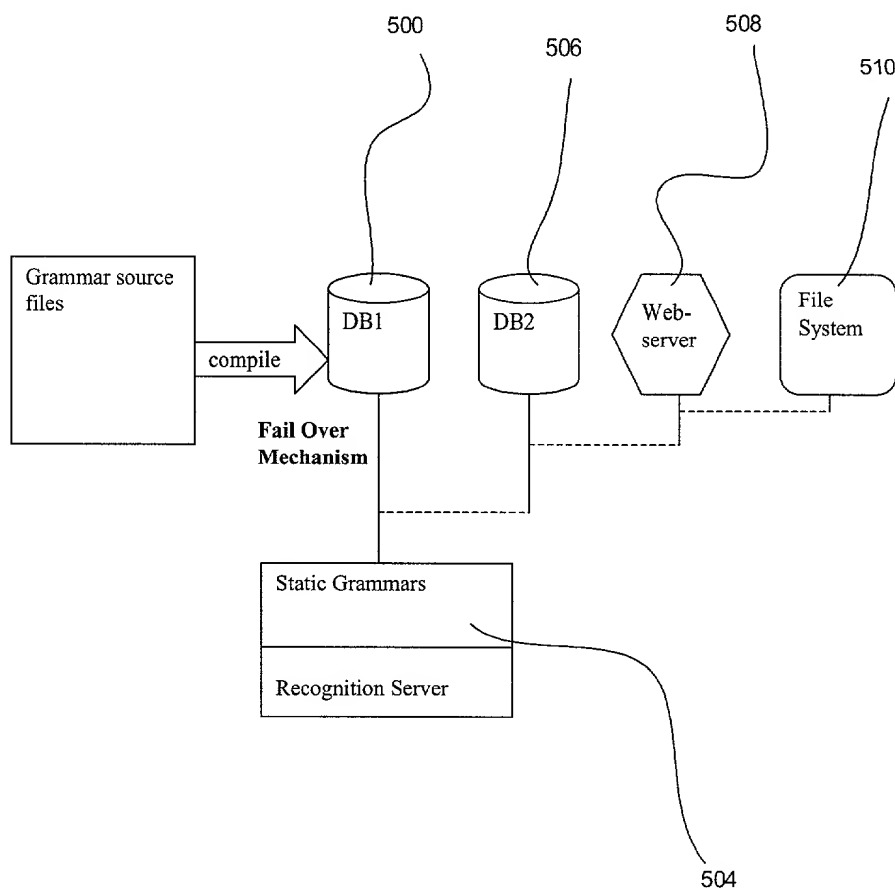 500
506
508
510
Grammar source
files
compile
DB1
DB2
Web-
server
File
System
Fail Over
Mechanism
Static Grammars
Recognition Server
504